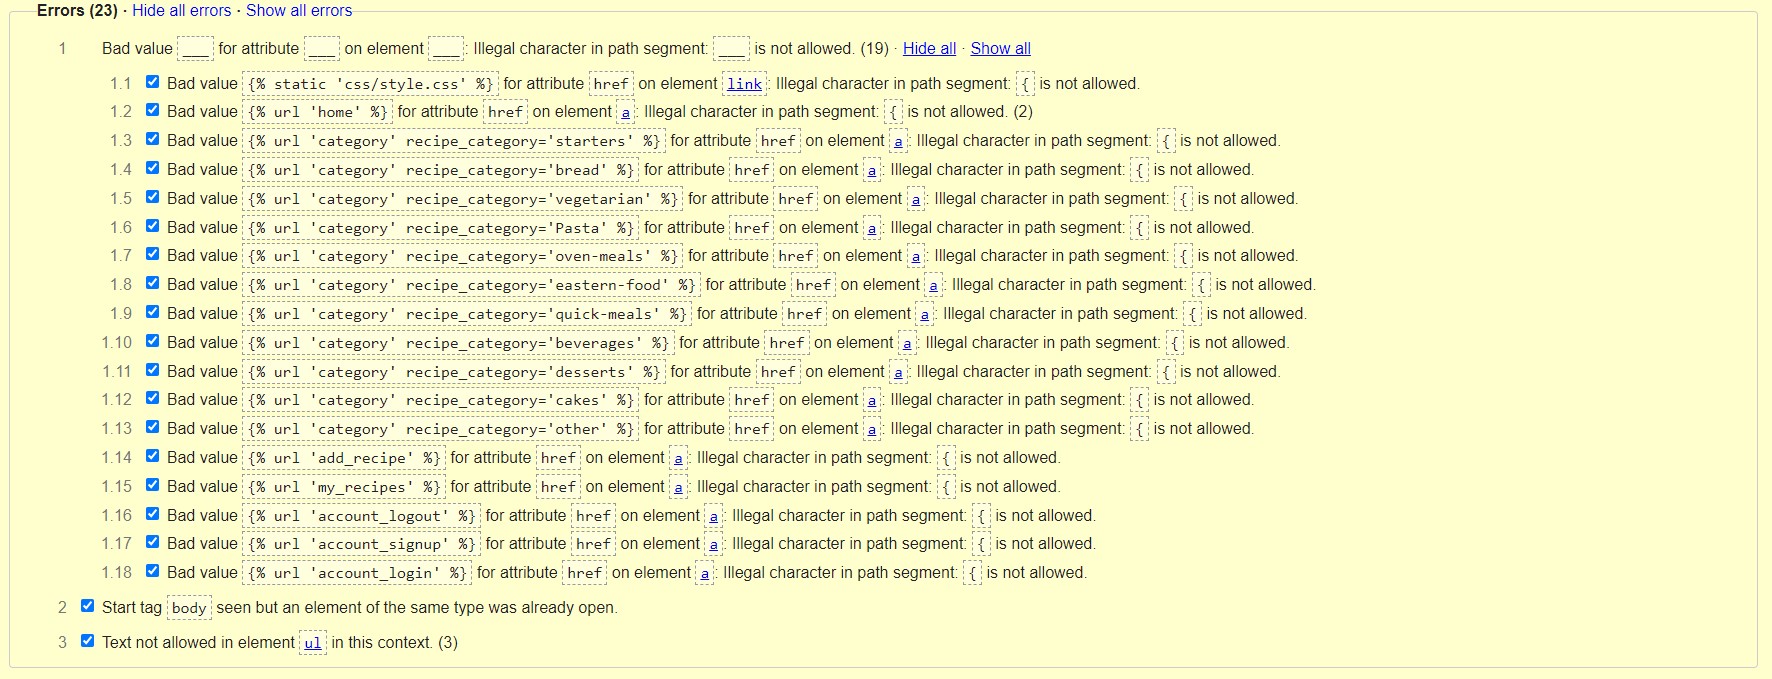 Errors (23) · Hide all errors · Show all errors
1 Bad value ___ for attribute ___ on element ___: Illegal character in path segment: ___ is not allowed. (19) · Hide all · Show all
1.1 Bad value {% static 'css/style.css' %} for attribute href on element link: Illegal character in path segment: { is not allowed.
1.2 Bad value {% url 'home' %} for attribute href on element a: Illegal character in path segment: { is not allowed. (2)
1.3 Bad value {% url 'category' recipe_category='starters' %} for attribute href on element a: Illegal character in path segment: { is not allowed.
1.4 Bad value {% url 'category' recipe_category='bread' %} for attribute href on element a: Illegal character in path segment: { is not allowed.
1.5 Bad value {% url 'category' recipe_category='vegetarian' %} for attribute href on element a: Illegal character in path segment: { is not allowed.
1.6 Bad value {% url 'category' recipe_category='Pasta' %} for attribute href on element a: Illegal character in path segment: { is not allowed.
1.7 Bad value {% url 'category' recipe_category='oven-meals' %} for attribute href on element a: Illegal character in path segment: { is not allowed.
1.8 Bad value {% url 'category' recipe_category='eastern-food' %} for attribute href on element a: Illegal character in path segment: { is not allowed.
1.9 Bad value {% url 'category' recipe_category='quick-meals' %} for attribute href on element a: Illegal character in path segment: { is not allowed.
1.10 Bad value {% url 'category' recipe_category='beverages' %} for attribute href on element a: Illegal character in path segment: { is not allowed.
1.11 Bad value {% url 'category' recipe_category='desserts' %} for attribute href on element a: Illegal character in path segment: { is not allowed.
1.12 Bad value {% url 'category' recipe_category='cakes' %} for attribute href on element a: Illegal character in path segment: { is not allowed.
1.13 Bad value {% url 'category' recipe_category='other' %} for attribute href on element a: Illegal character in path segment: { is not allowed.
1.14 Bad value {% url 'add_recipe' %} for attribute href on element a: Illegal character in path segment: { is not allowed.
1.15 Bad value {% url 'my_recipes' %} for attribute href on element a: Illegal character in path segment: { is not allowed.
1.16 Bad value {% url 'account_logout' %} for attribute href on element a: Illegal character in path segment: { is not allowed.
1.17 Bad value {% url 'account_signup' %} for attribute href on element a: Illegal character in path segment: { is not allowed.
1.18 Bad value {% url 'account_login' %} for attribute href on element a: Illegal character in path segment: { is not allowed.
2 Start tag body seen but an element of the same type was already open.
3 Text not allowed in element ul in this context. (3)